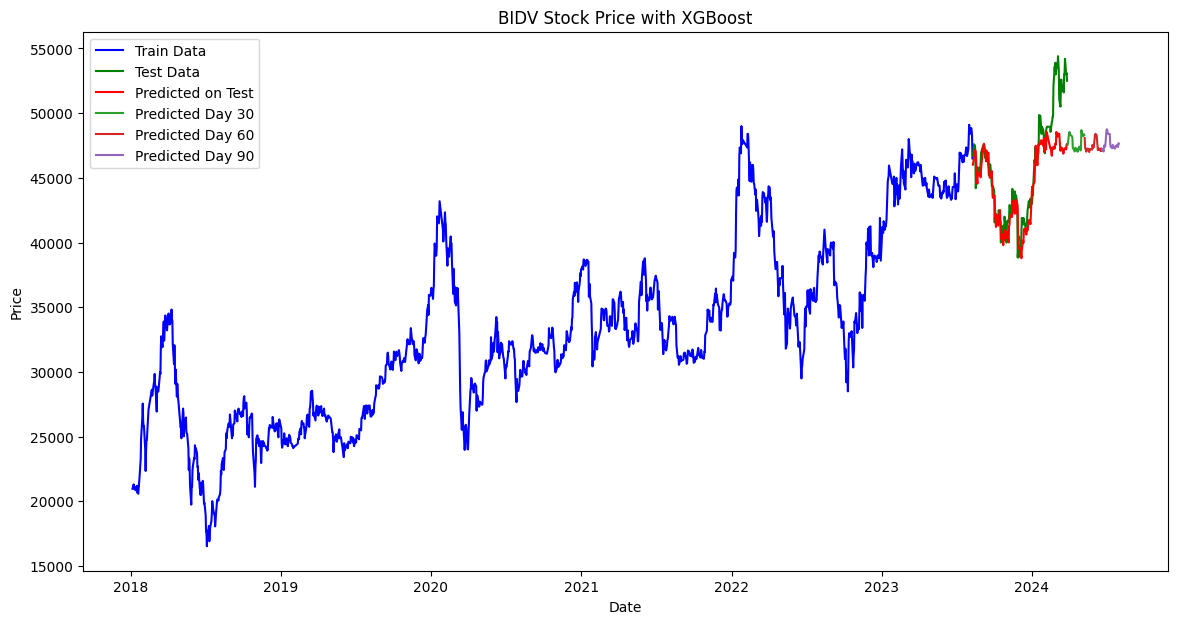 BIDV Stock Price with XGBoost
Train Data
Test Data
Predicted on Test
Predicted Day 30
Predicted Day 60
Predicted Day 90
55000
50000
45000
40000
35000
30000
25000
20000
15000
Price
2018 2019 2020 2021 2022 2023 2024
Date